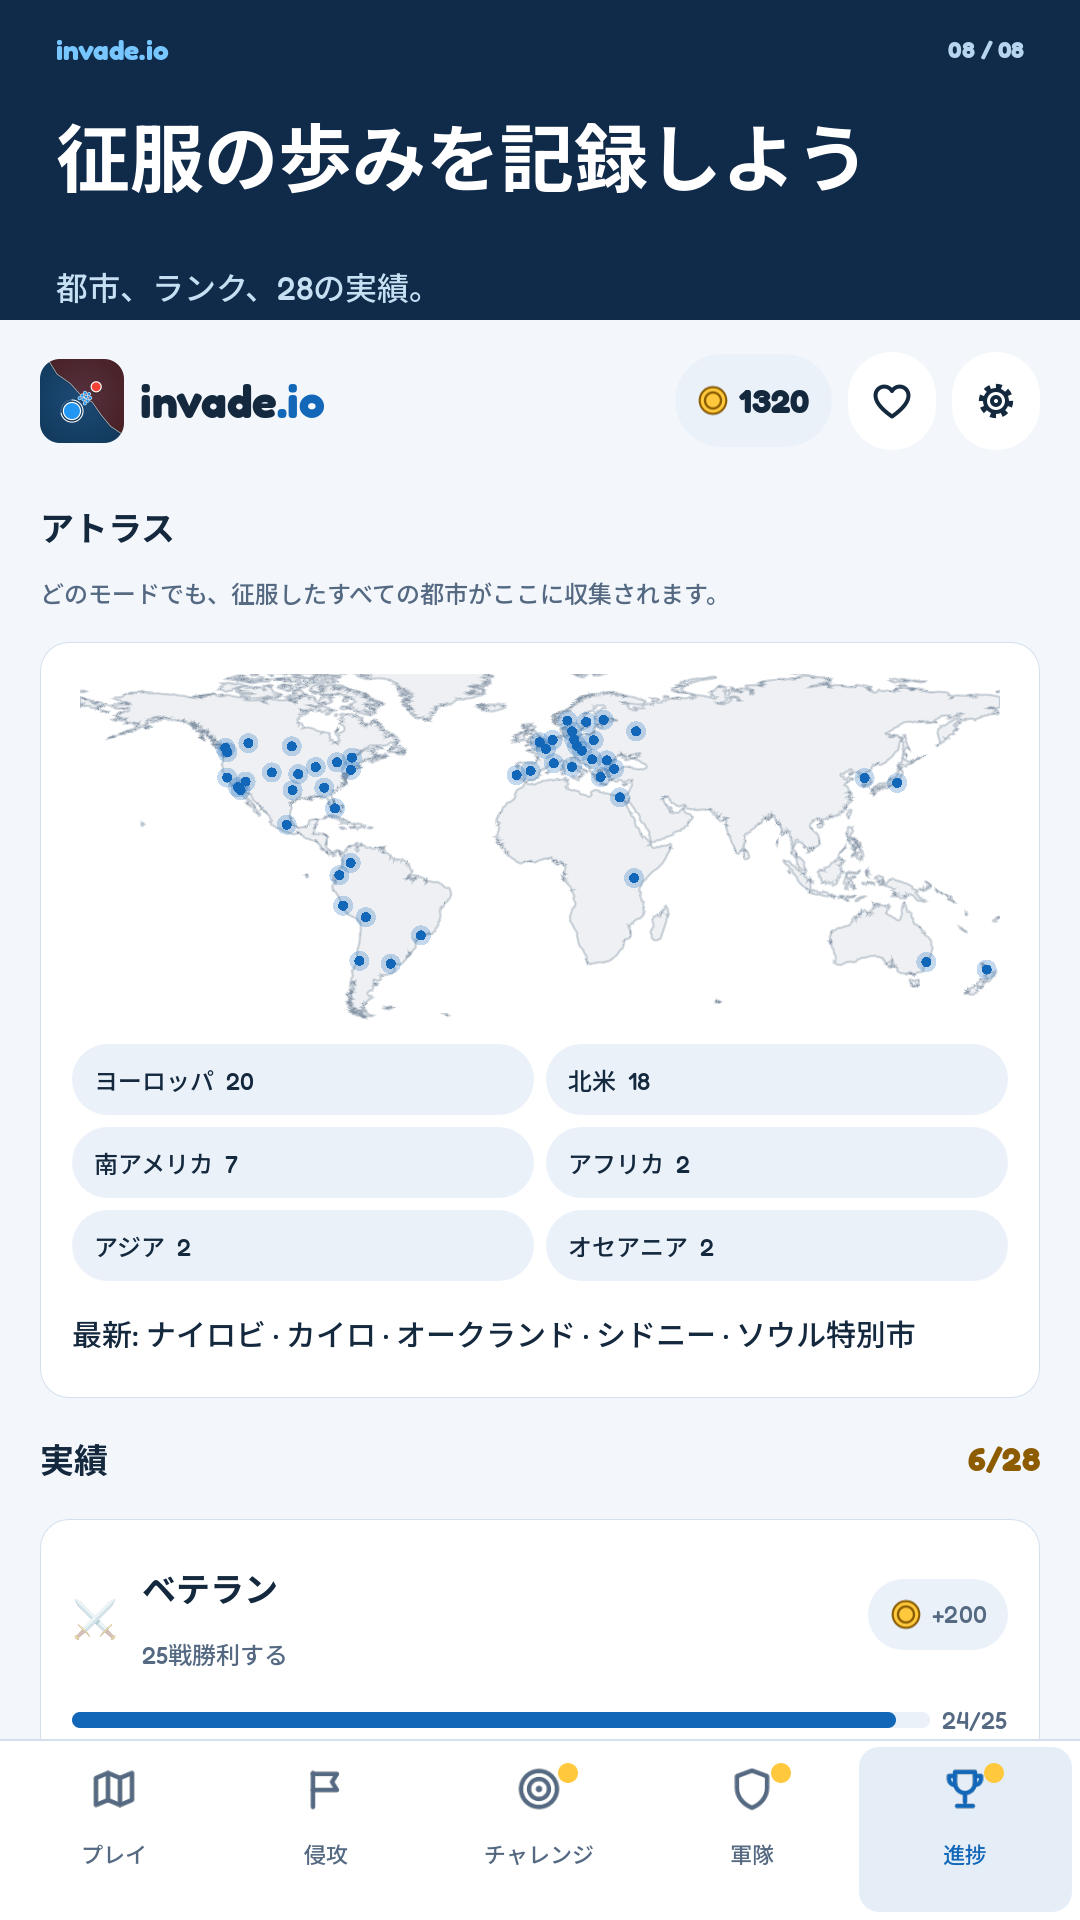 invade.io
08 / 08
征服の歩みを記録しよう
都市、ランク、28の実績。
invade.io
1320
アトラス
どのモードでも、征服したすべての都市がここに収集されます。
ヨーロッパ 20
北米 18
南アメリカ 7
アフリカ 2
アジア 2
オセアニア 2
最新: ナイロビ · カイロ · オークランド · シドニー · ソウル特別市
実績
6/28
ベテラン
25戦勝利する
+200
24/25
プレイ
侵攻
チャレンジ
軍隊
進捗